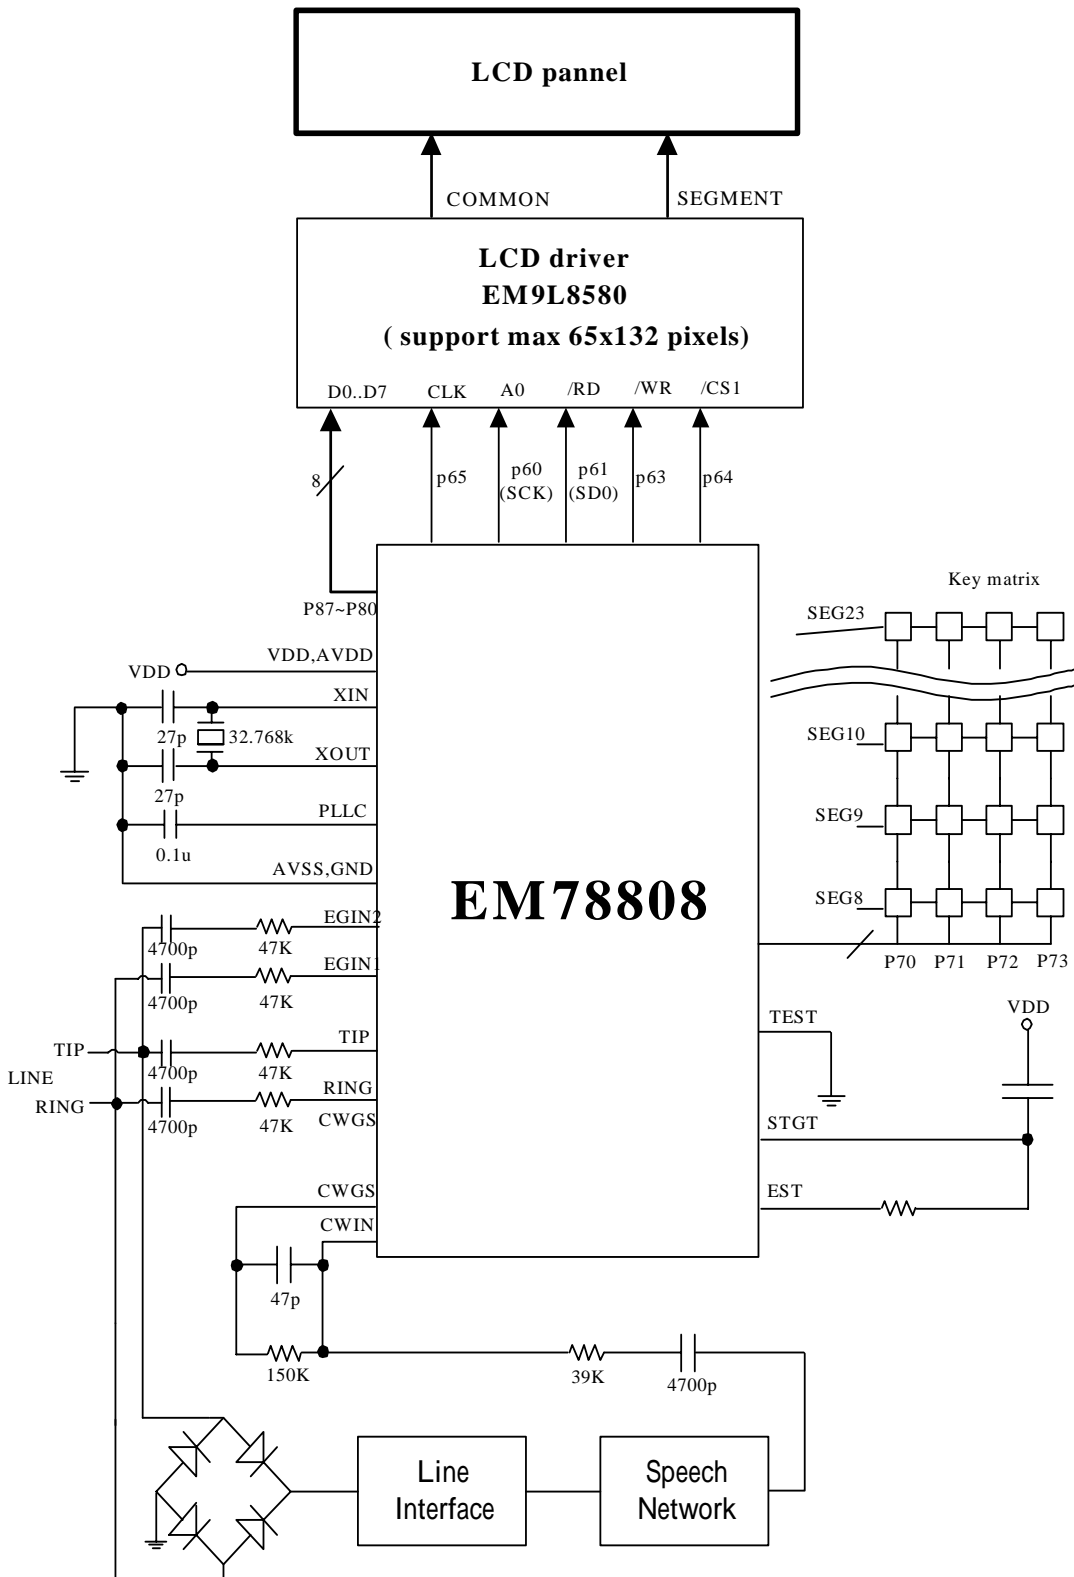 LCD pannel
COMMON
SEGMENT
LCD driver
EM9L8580
( support max 65x132 pixels)
D0..D7 CLK A0 /RD /WR /CS1
8
p65
p60
(SCK)
p61
(SD0)
p63
p64
P87~P80
Key matrix
SEG23
VDD
VDD,AVDD
XIN
27p
32.768k
XOUT
27p
PLLC
0.1u
AVSS,GND
SEG10
SEG9
SEG8
EM78808
EGIN2
4700p
47K
EGIN1
4700p
47K
P70 P71 P72 P73
TIP
TIP
4700p
47K
LINE
RING
RING
4700p
47K
CWGS
TEST
VDD
STGT
EST
CWGS
CWIN
47p
150K
39K
4700p
Line
Interface
Speech
Network